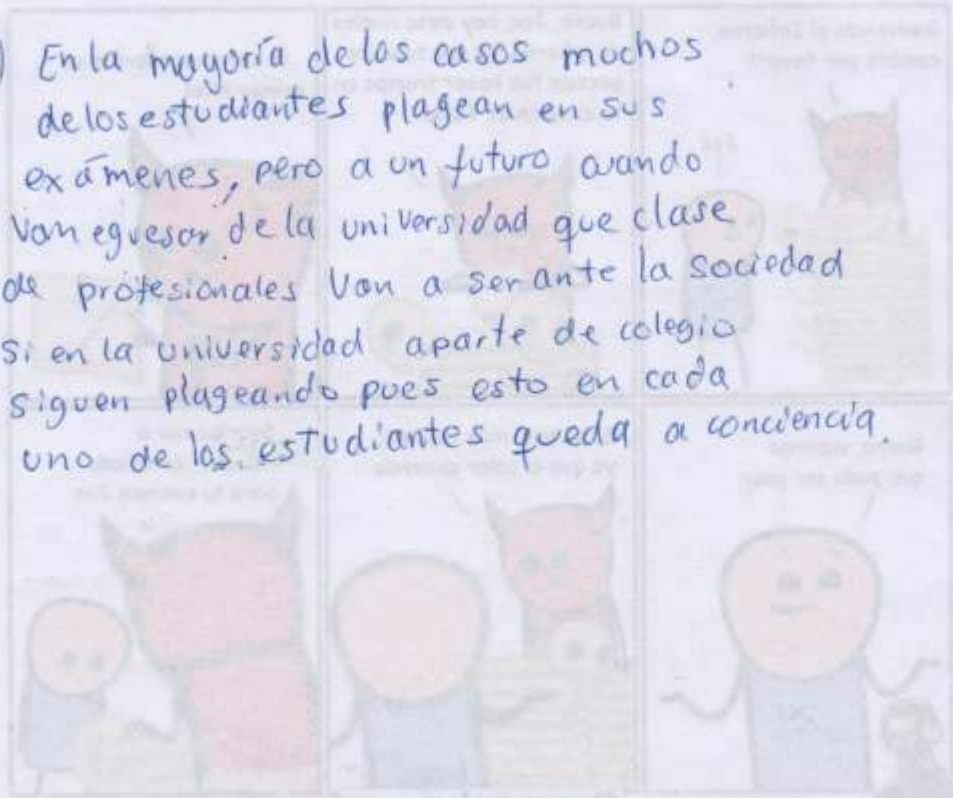 ) En la mayoría de los casos muchos
de los estudiantes plagean en sus
exámenes, pero a un futuro cuando
van egresar de la universidad que clase
de profesionales van a ser ante la sociedad
si en la universidad aparte de colegio
siguen plageando pues esto en cada
uno de los estudiantes queda a conciencia.